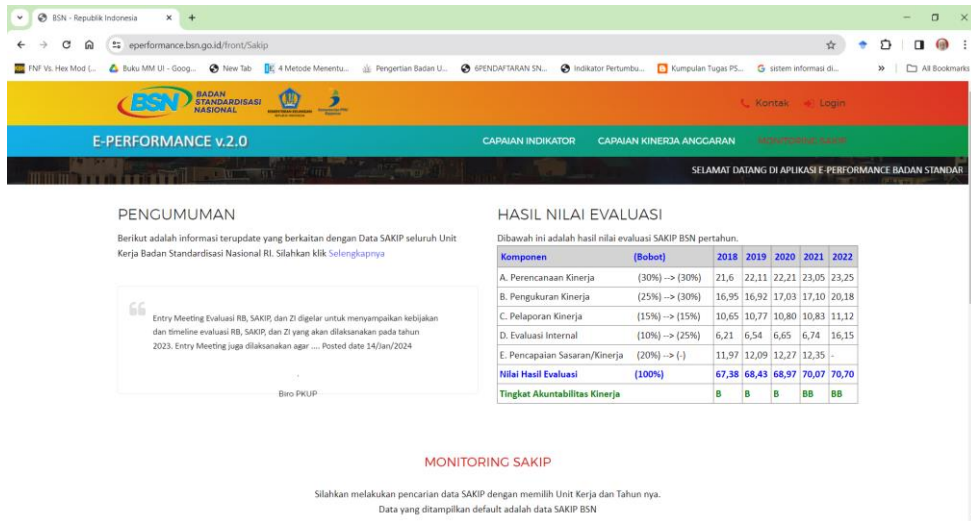 BSN - Republik Indonesia
eperformance.bsn.go.id/front/Sakip
FNF Vs. Hex Mod (... Buku MM UI - Goog... New Tab 4 Metode Menentu... Pengertian Badan U... 6PENDAFTARAN SN... Indikator Pertumbu... Kumpulan Tugas PS... sistem informasi di... » All Bookmarks
BSN BADAN STANDARDISASI NASIONAL
Kontak Login
E-PERFORMANCE v.2.0 CAPAIAN INDIKATOR CAPAIAN KINERJA ANGGARAN MONITORING SAKIP
SELAMAT DATANG DI APLIKASI E-PERFORMANCE BADAN STANDAR
PENGUMUMAN
Berikut adalah informasi terupdate yang berkaitan dengan Data SAKIP seluruh Unit
Kerja Badan Standardisasi Nasional RI. Silahkan klik Selengkapnya
Entry Meeting Evaluasi RB, SAKIP, dan ZI digelar untuk menyampaikan kebijakan
dan timeline evaluasi RB, SAKIP, dan ZI yang akan dilaksanakan pada tahun
2023. Entry Meeting juga dilaksanakan agar .... Posted date 14/Jan/2024
.
Biro PKUP
HASIL NILAI EVALUASI
Dibawah ini adalah hasil nilai evaluasi SAKIP BSN pertahun.
Komponen (Bobot) 2018 2019 2020 2021 2022
A. Perencanaan Kinerja (30%) --> (30%) 21,6 22,11 22,21 23,05 23,25
B. Pengukuran Kinerja (25%) --> (30%) 16,95 16,92 17,03 17,10 20,18
C. Pelaporan Kinerja (15%) --> (15%) 10,65 10,77 10,80 10,83 11,12
D. Evaluasi Internal (10%) --> (25%) 6,21 6,54 6,65 6,74 16,15
E. Pencapaian Sasaran/Kinerja (20%) --> (-) 11,97 12,09 12,27 12,35 -
Nilai Hasil Evaluasi (100%) 67,38 68,43 68,97 70,07 70,70
Tingkat Akuntabilitas Kinerja B B B BB BB
MONITORING SAKIP
Silahkan melakukan pencarian data SAKIP dengan memilih Unit Kerja dan Tahun nya.
Data yang ditampilkan default adalah data SAKIP BSN